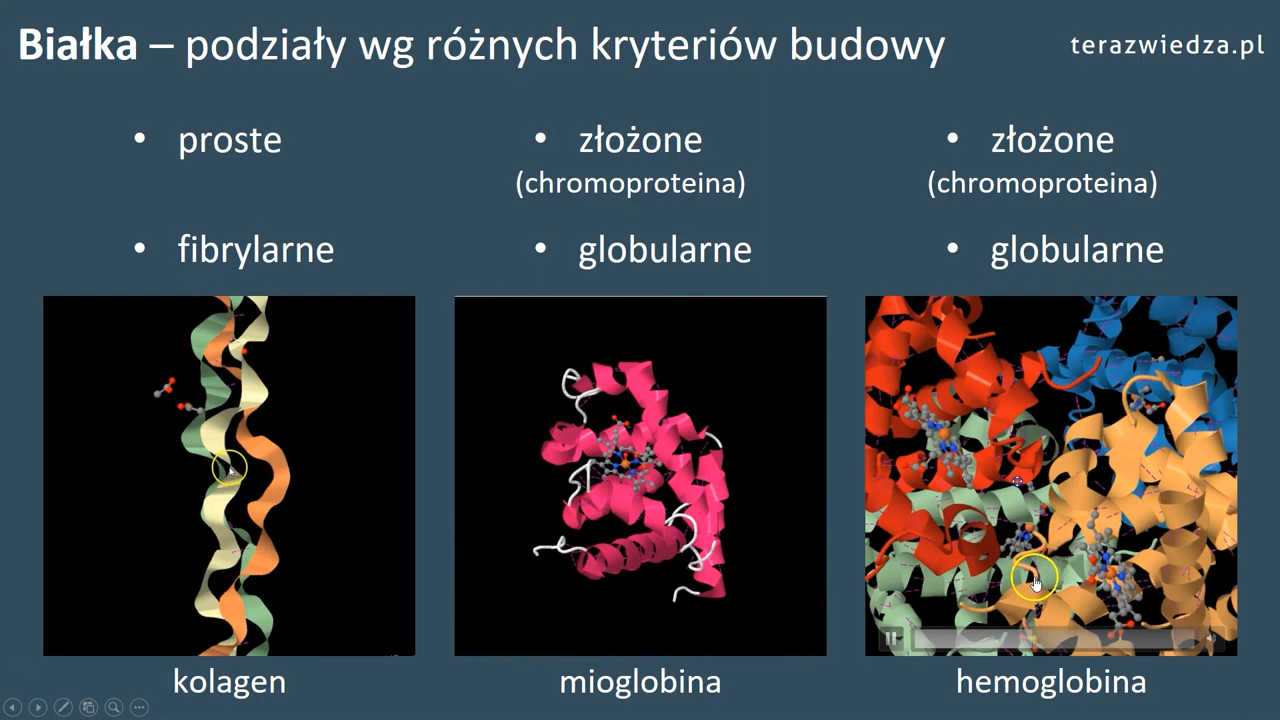 Białka – podziały wg różnych kryteriów budowy
terazwiedza.pl
• proste
• złożone
(chromoproteina)
• złożone
(chromoproteina)
• fibrylarne
• globularne
• globularne
kolagen
mioglobina
hemoglobina